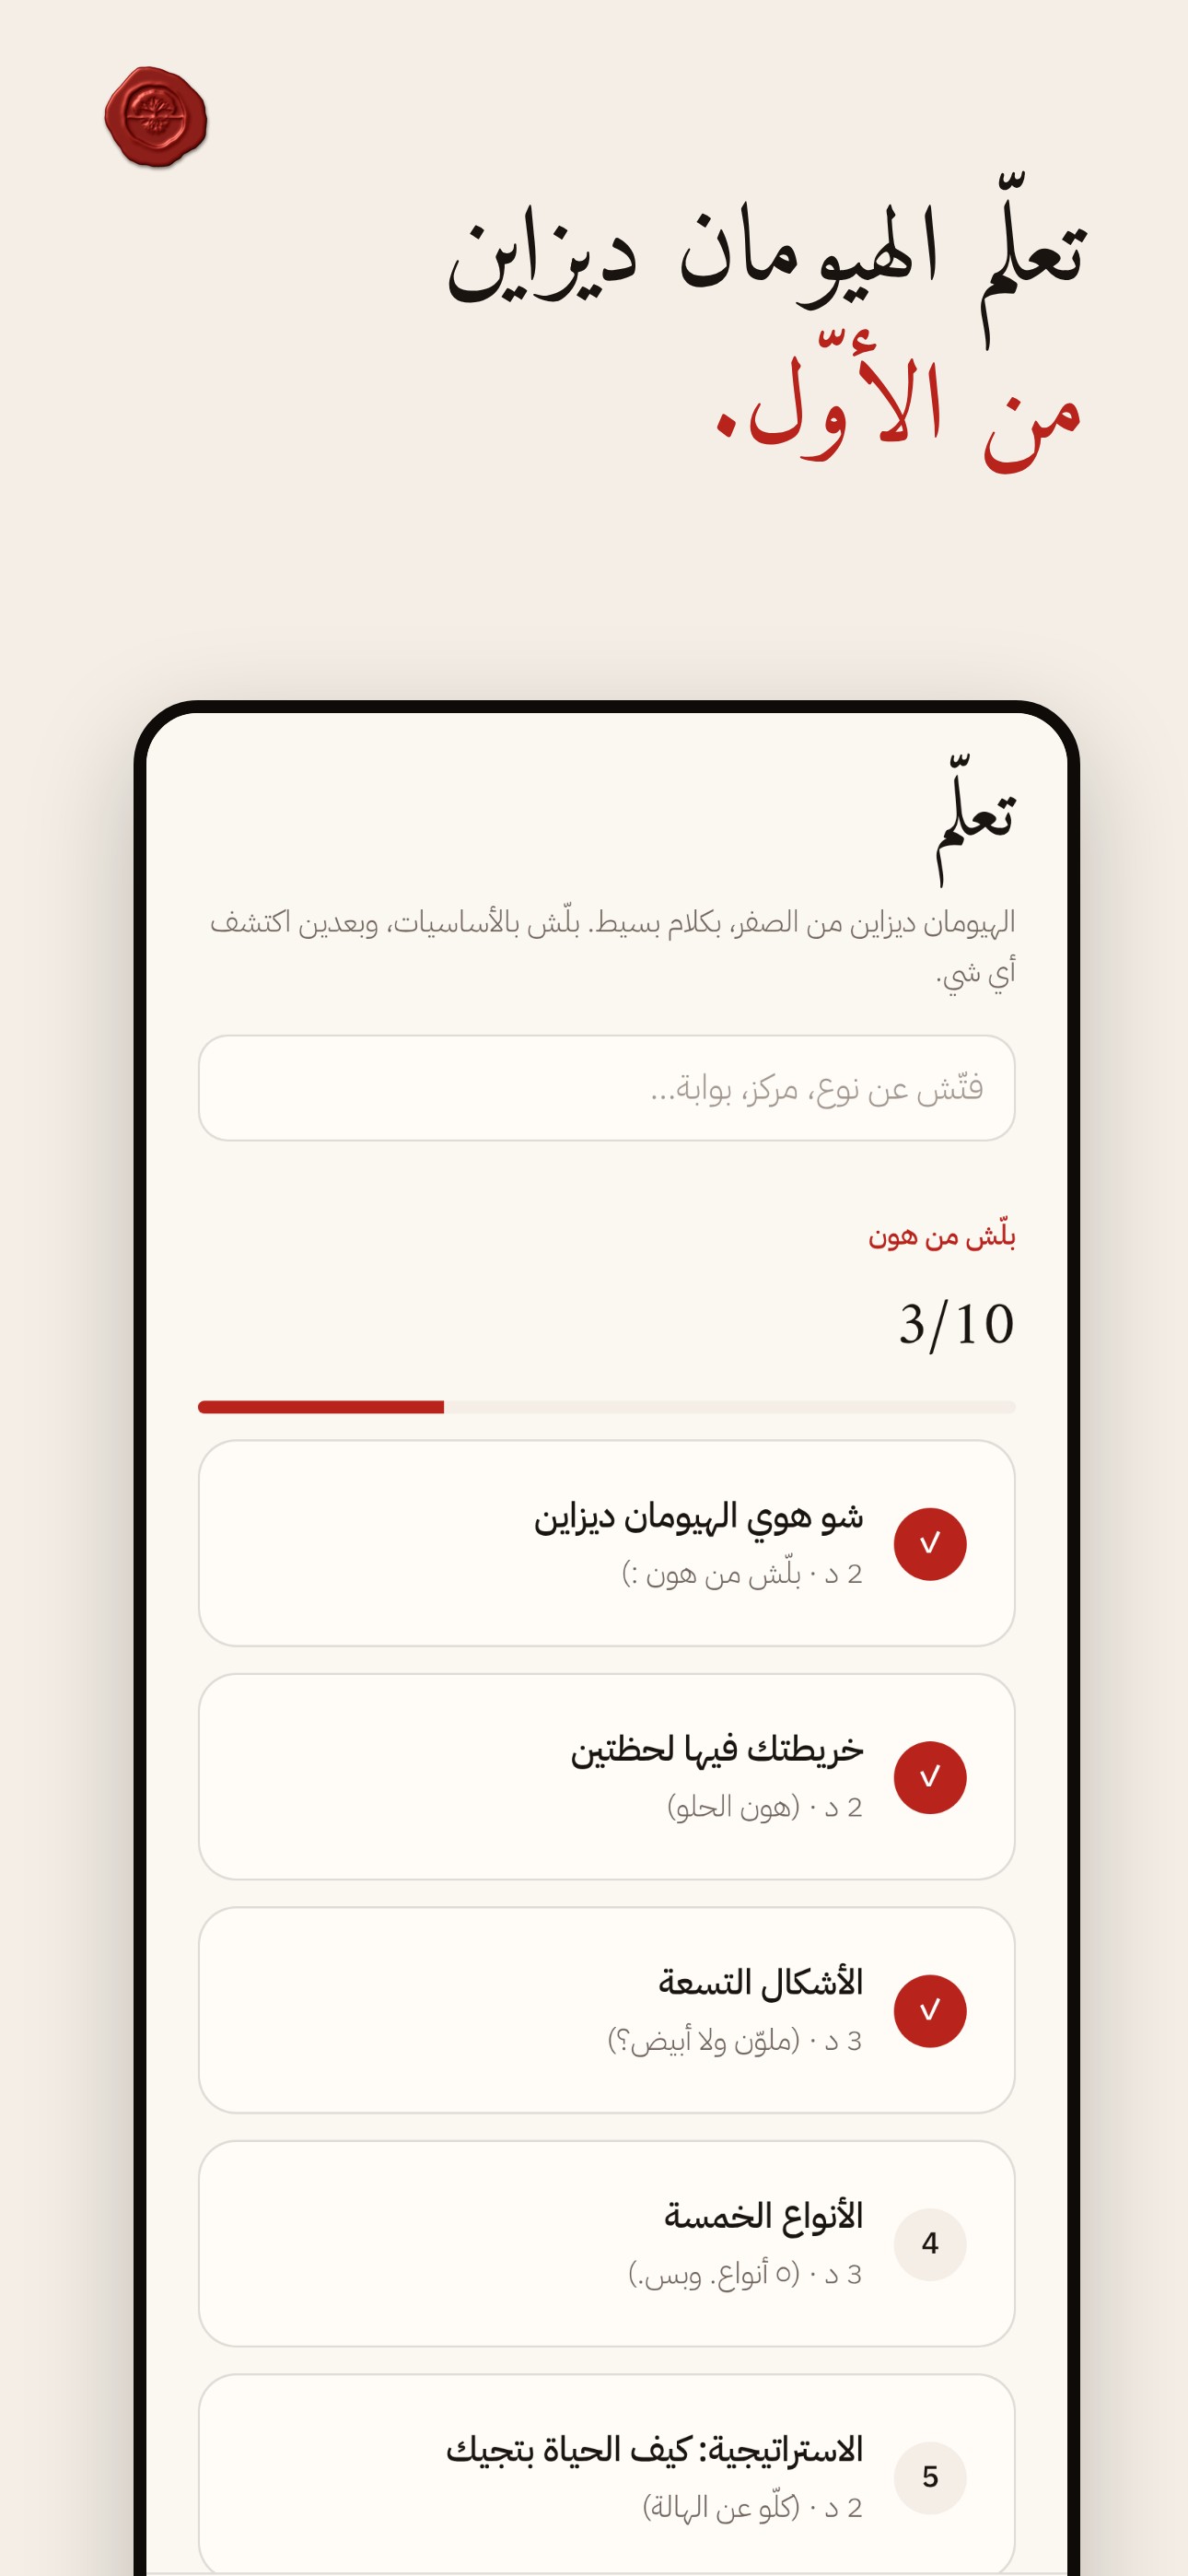 تعلّم الهيومان ديزاين
من الأوّل.
تعلّم
الهيومان ديزاين من الصفر، بكلام بسيط. بلّش بالأساسيات، وبعدين اكتشف
أي شي.
فتّش عن نوع، مركز، بوابة...
بلّش من هون
3/10
شو هوي الهيومان ديزاين
2 د · بلّش من هون :)
خريطتك فيها لحظتين
2 د · (هون الحلو)
الأشكال التسعة
3 د · (ملوّن ولا أبيض؟)
4
الأنواع الخمسة
3 د · (٥ أنواع. وبس.)
5
الاستراتيجية: كيف الحياة بتجيك
2 د · (كلّو عن الهالة)